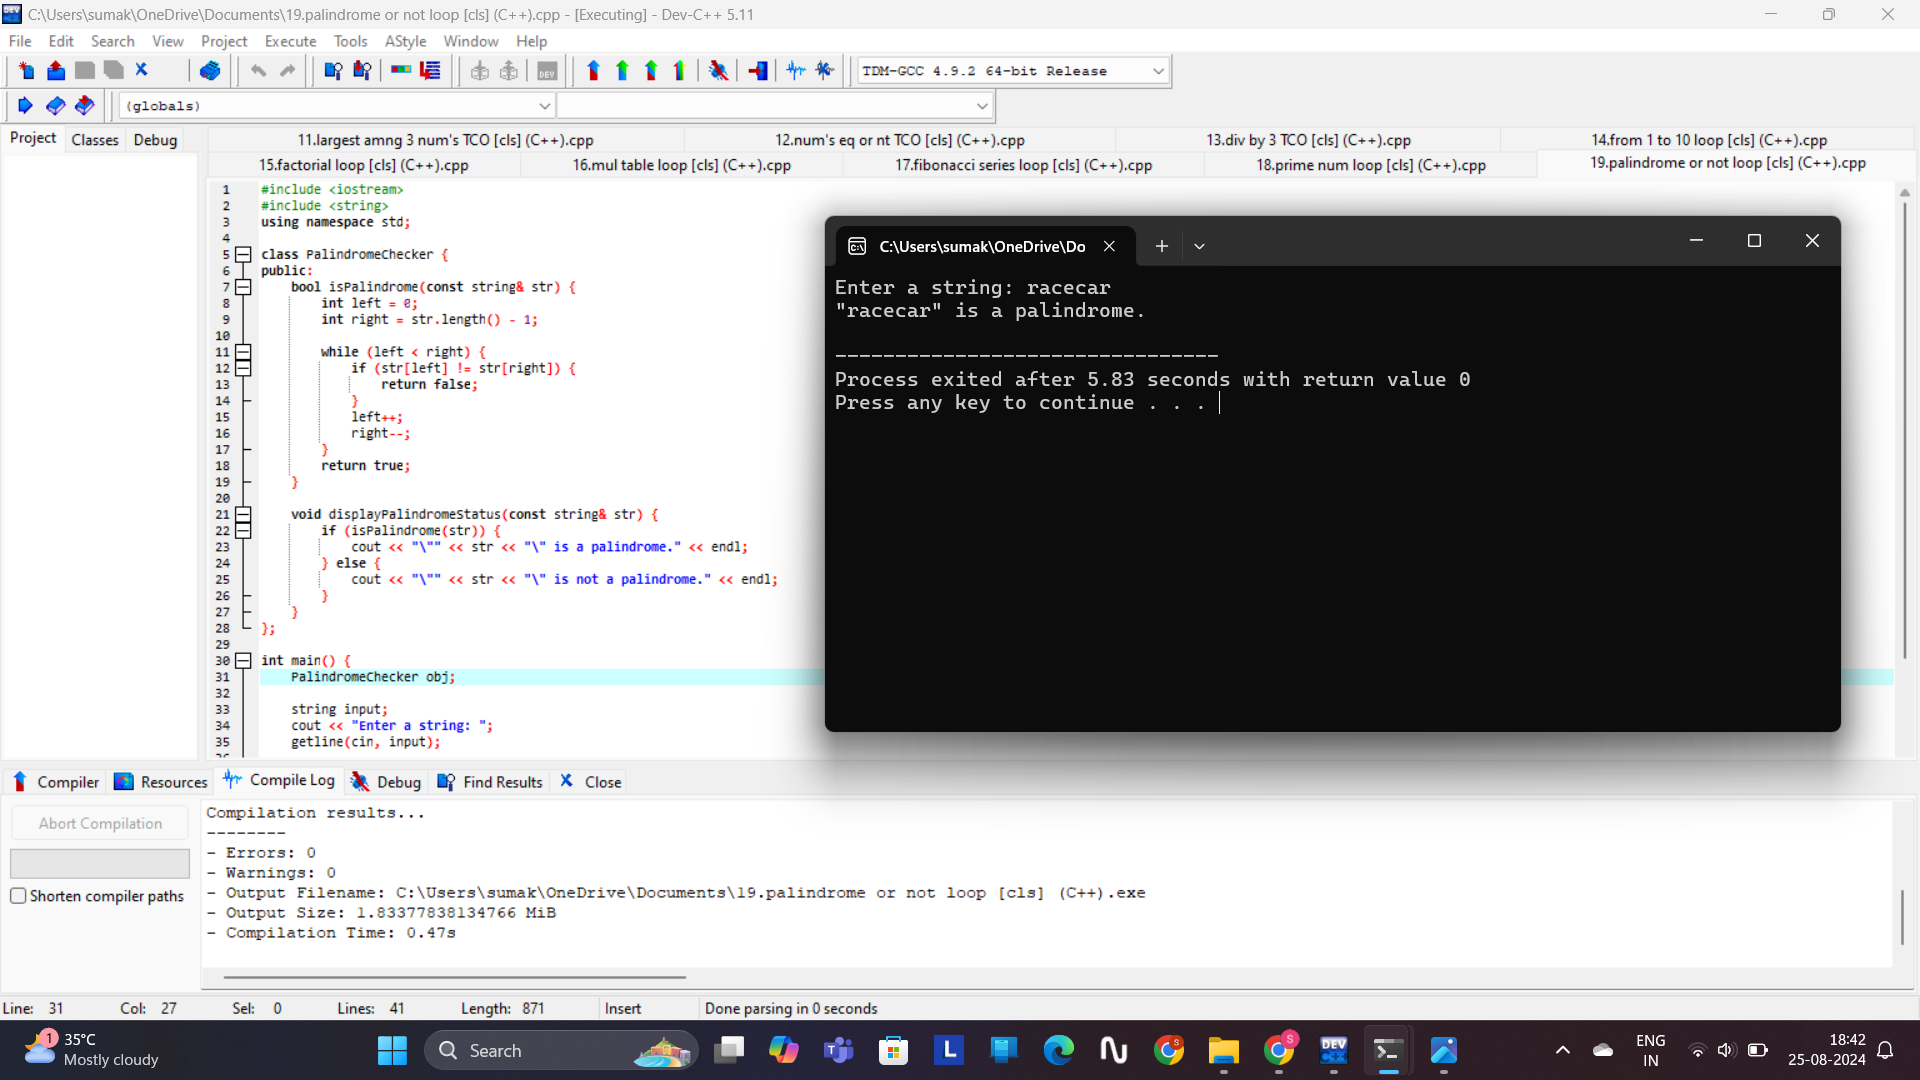 C:\Users\sumak\OneDrive\Documents\19.palindrome or not loop [cls] (C++).cpp - [Executing] - Dev-C++ 5.11
File Edit Search View Project Execute Tools AStyle Window Help
TDM-GCC 4.9.2 64-bit Release
(globals)
Project Classes Debug
11.largest amng 3 num's TCO [cls] (C++).cpp 12.num's eq or nt TCO [cls] (C++).cpp 13.div by 3 TCO [cls] (C++).cpp 14.from 1 to 10 loop [cls] (C++).cpp
15.factorial loop [cls] (C++).cpp 16.mul table loop [cls] (C++).cpp 17.fibonacci series loop [cls] (C++).cpp 18.prime num loop [cls] (C++).cpp 19.palindrome or not loop [cls] (C++).cpp
1 #include <iostream>
2 #include <string>
3 using namespace std;
4
5 class PalindromeChecker {
6 public:
7 bool isPalindrome(const string& str) {
8 int left = 0;
9 int right = str.length() - 1;
10
11 while (left < right) {
12 if (str[left] != str[right]) {
13 return false;
14 }
15 left++;
16 right--;
17 }
18 return true;
19 }
20
21 void displayPalindromeStatus(const string& str) {
22 if (isPalindrome(str)) {
23 cout << "\"" << str << "\" is a palindrome." << endl;
24 } else {
25 cout << "\"" << str << "\" is not a palindrome." << endl;
26 }
27 }
28 };
29
30 int main() {
31 PalindromeChecker obj;
32
33 string input;
34 cout << "Enter a string: ";
35 getline(cin, input);
C:\Users\sumak\OneDrive\Do
Enter a string: racecar
"racecar" is a palindrome.
--------------------------------
Process exited after 5.83 seconds with return value 0
Press any key to continue . . .
Compiler Resources Compile Log Debug Find Results Close
Abort Compilation
Shorten compiler paths
Compilation results...
--------
- Errors: 0
- Warnings: 0
- Output Filename: C:\Users\sumak\OneDrive\Documents\19.palindrome or not loop [cls] (C++).exe
- Output Size: 1.83377838134766 MiB
- Compilation Time: 0.47s
Line: 31 Col: 27 Sel: 0 Lines: 41 Length: 871 Insert Done parsing in 0 seconds
1
35°C
Mostly cloudy
Search
ENG
IN
18:42
25-08-2024